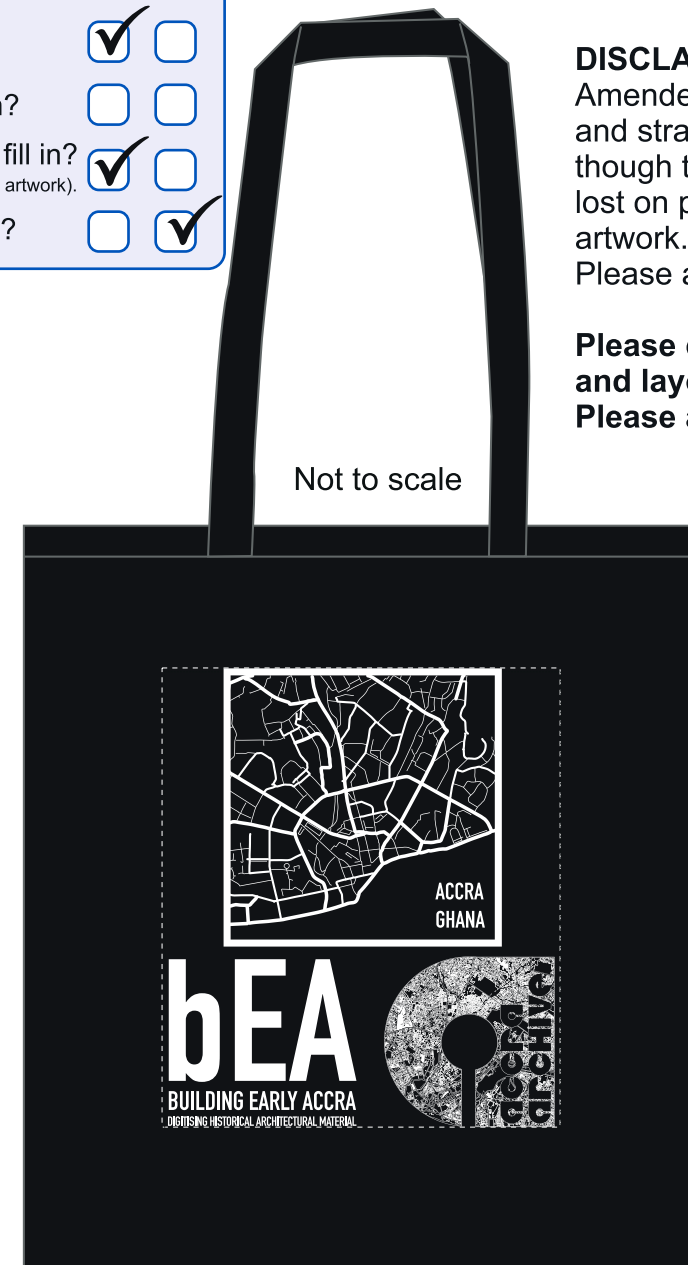 ?
fill in?
artwork).
?
DISCLA
Amende
and stra
though t
lost on p
artwork.
Please a
Please
and lay
Please a
Not to scale
ACCRA
GHANA
bEA
BUILDING EARLY ACCRA
DIGITISING HISTORICAL ARCHITECTURAL MATERIAL
accra
archive